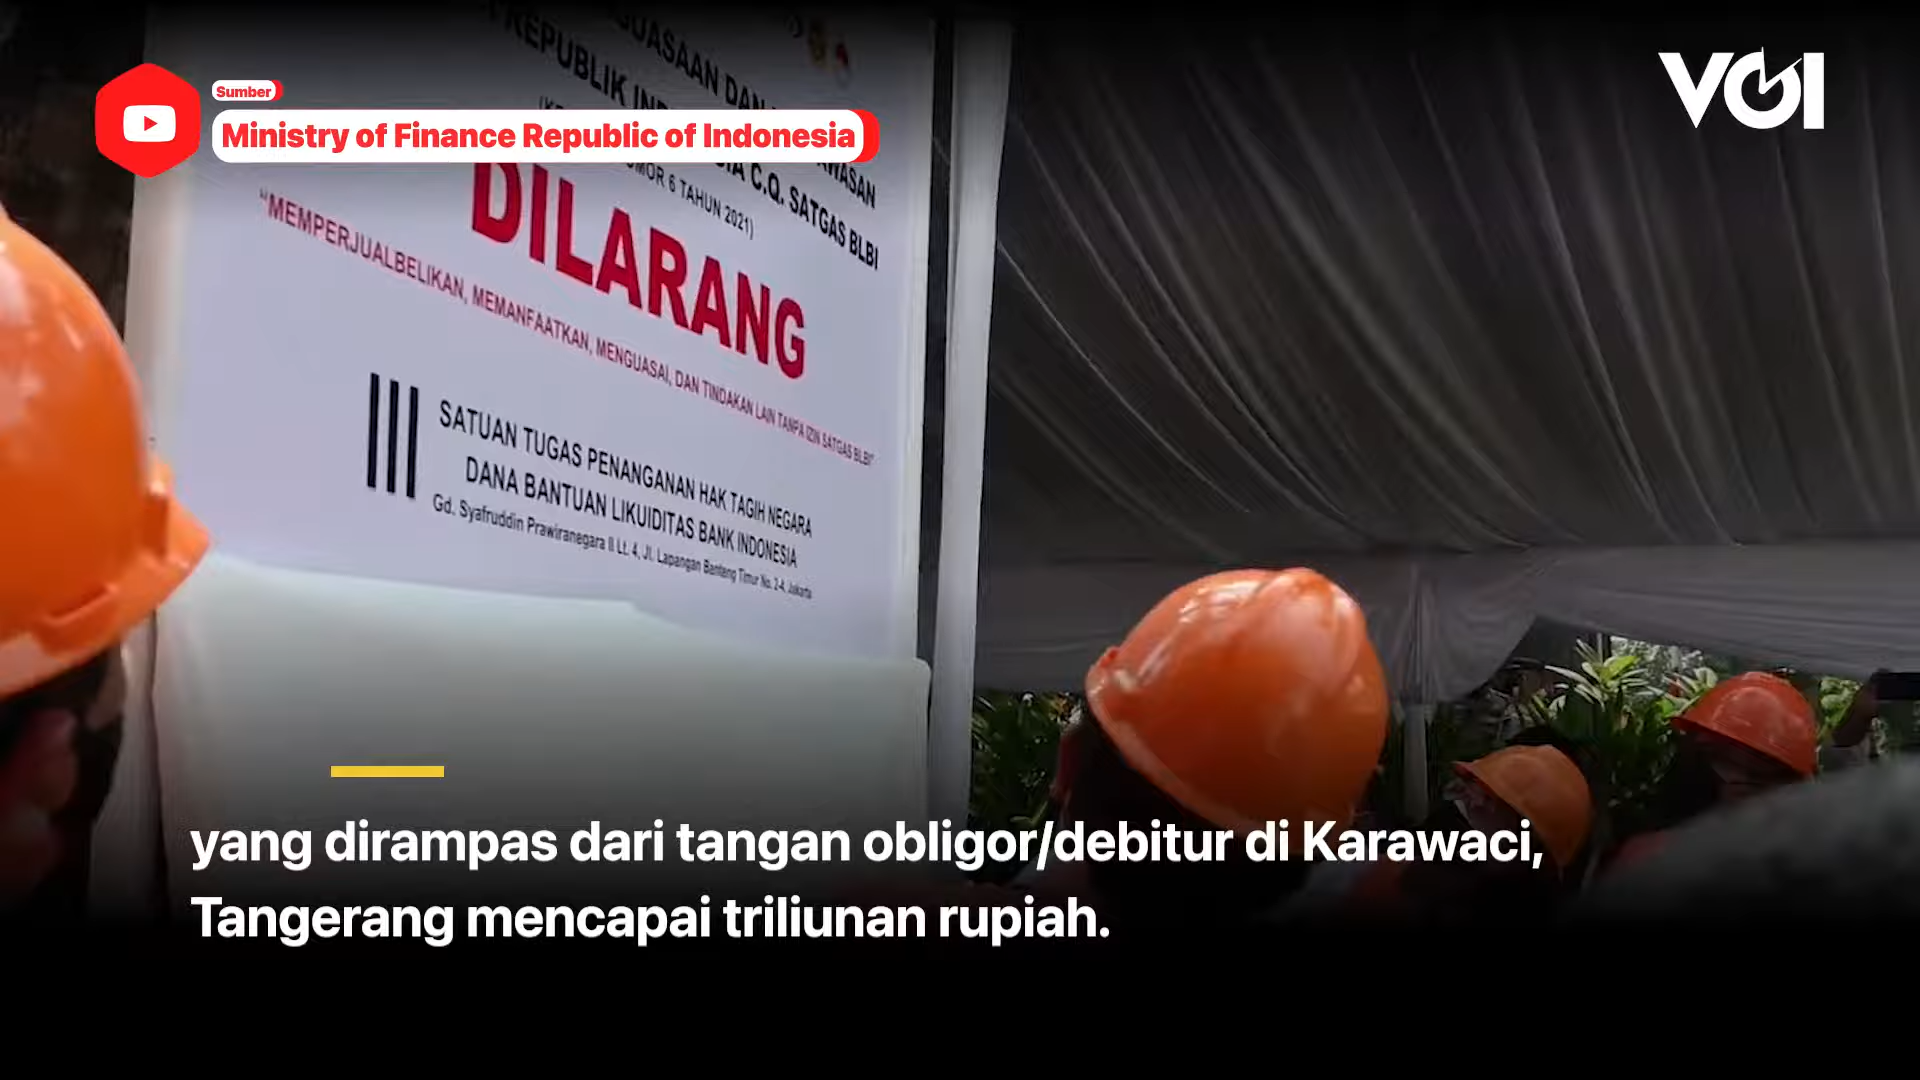 VOI
Sumber
Ministry of Finance Republic of Indonesia
DAN
REPUBLIK
C.Q. SATGAS BLBI
NOMOR 6 TAHUN 2021)
DILARANG
"MEMPERJUALBELIKAN, MEMANFAATKAN, MENGUASAI, DAN TINDAKAN LAIN TANPA IZIN SATGAS BLBI"
SATUAN TUGAS PENANGANAN HAK TAGIH NEGARA
DANA BANTUAN LIKUIDITAS BANK INDONESIA
Gd. Syafruddin Prawiranegara II Lt. 4, Jl. Lapangan Banteng Timur No. 2-4, Jakarta
yang dirampas dari tangan obligor/debitur di Karawaci,
Tangerang mencapai triliunan rupiah.